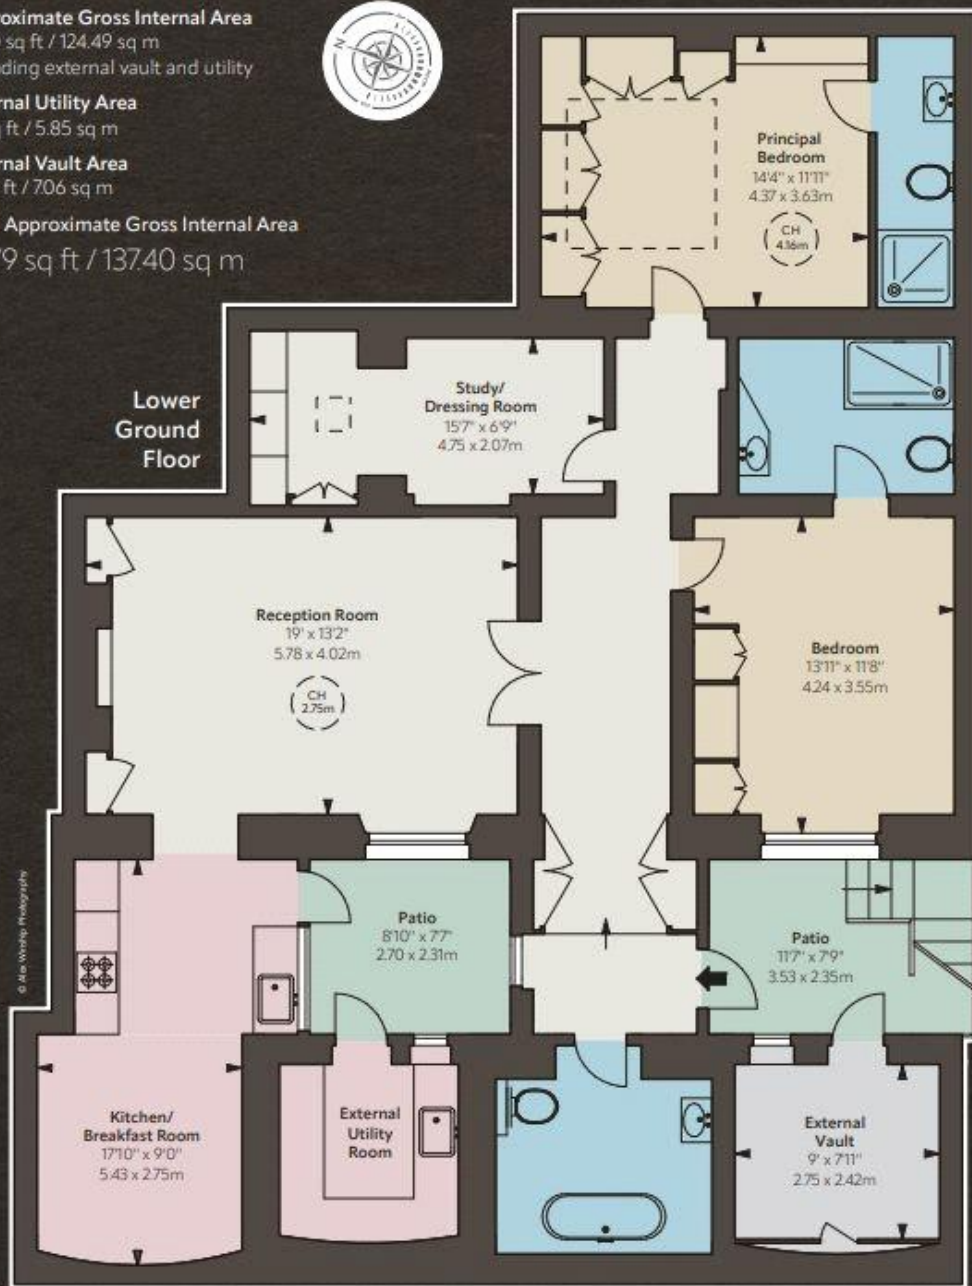 Approximate Gross Internal Area
sq ft / 124.49 sq m
external vault and utility
Utility Area
ft / 5.85 sq m
Vault Area
ft / 7.06 sq m
Approximate Gross Internal Area
sq ft / 137.40 sq m
N
Principal
Bedroom
14'4" x 11'11"
4.37 x 3.63m
CH
4.16m
Lower
Ground
Floor
Study/
Dressing Room
15'7" x 6'9"
4.75 x 2.07m
Reception Room
19' x 13'2"
5.78 x 4.02m
CH
2.75m
Bedroom
13'11" x 11'8"
4.24 x 3.55m
© Alex Winship Photography
Patio
8'10" x 7'7"
2.70 x 2.31m
Patio
11'7" x 7'9"
3.53 x 2.35m
Kitchen/
Breakfast Room
17'10" x 9'0"
5.43 x 2.75m
External
Utility
Room
External
Vault
9' x 7'11"
2.75 x 2.42m